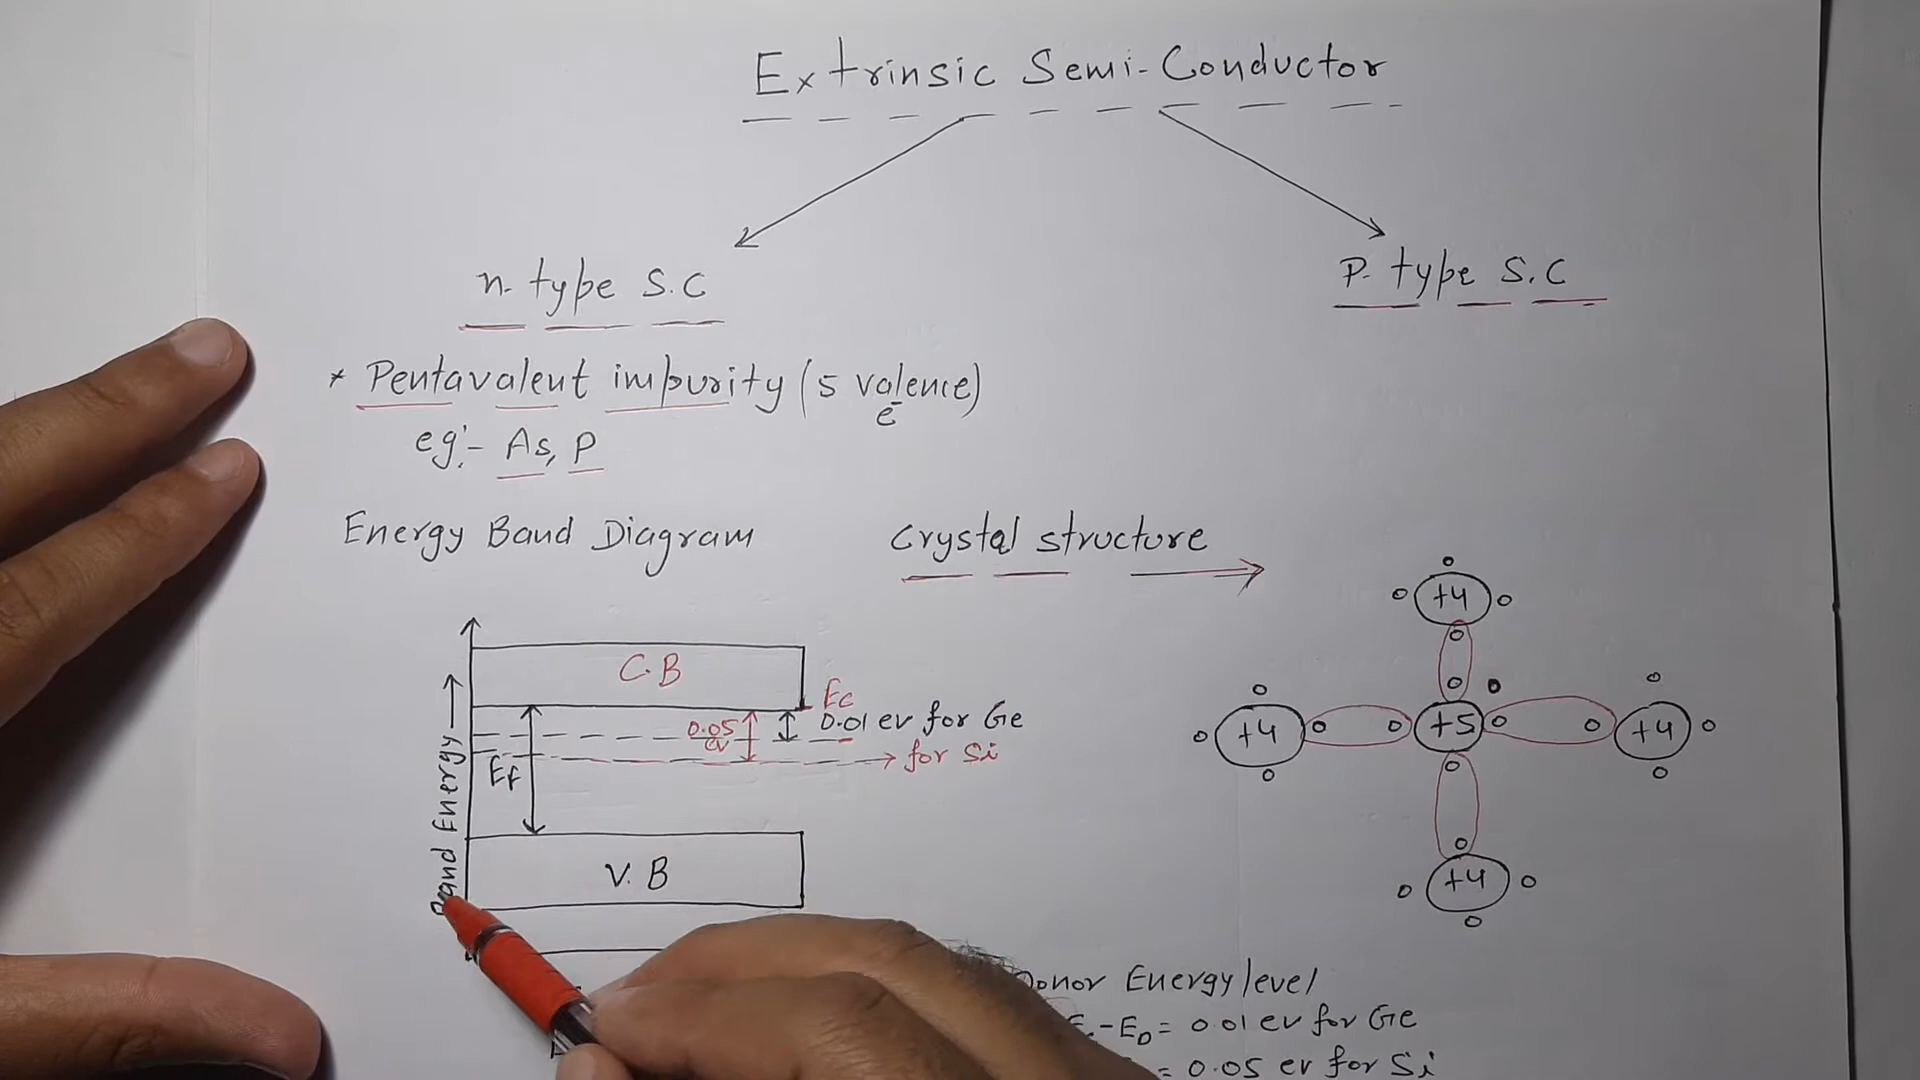 Extrinsic Semi-Conductor
n-type S.C
P-type S.C
* Pentavalent impurity (5 valence)
e-
eg:- As, P
Energy Band Diagram
Crystal structure
C.B
Ec
0.05 ev
0.01 ev for Ge
for Si
Ef
V.B
Band Energy
+4
+4
+5
+4
+4
Donor Energy level
-ED = 0.01 ev for Ge
= 0.05 ev for Si